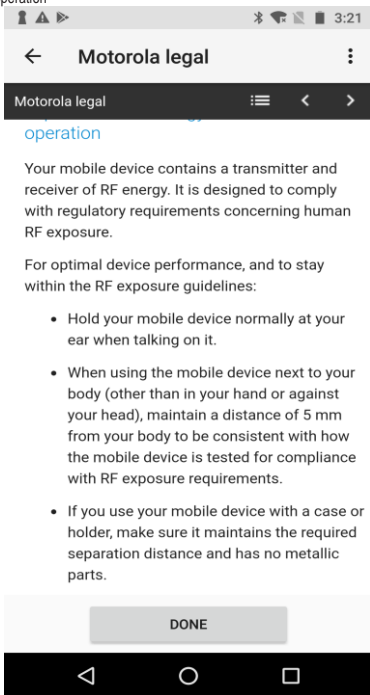 operation
3:21
Motorola legal
Motorola legal
operation
Your mobile device contains a transmitter and
receiver of RF energy. It is designed to comply
with regulatory requirements concerning human
RF exposure.
For optimal device performance, and to stay
within the RF exposure guidelines:
• Hold your mobile device normally at your
ear when talking on it.
• When using the mobile device next to your
body (other than in your hand or against
your head), maintain a distance of 5 mm
from your body to be consistent with how
the mobile device is tested for compliance
with RF exposure requirements.
• If you use your mobile device with a case or
holder, make sure it maintains the required
separation distance and has no metallic
parts.
DONE